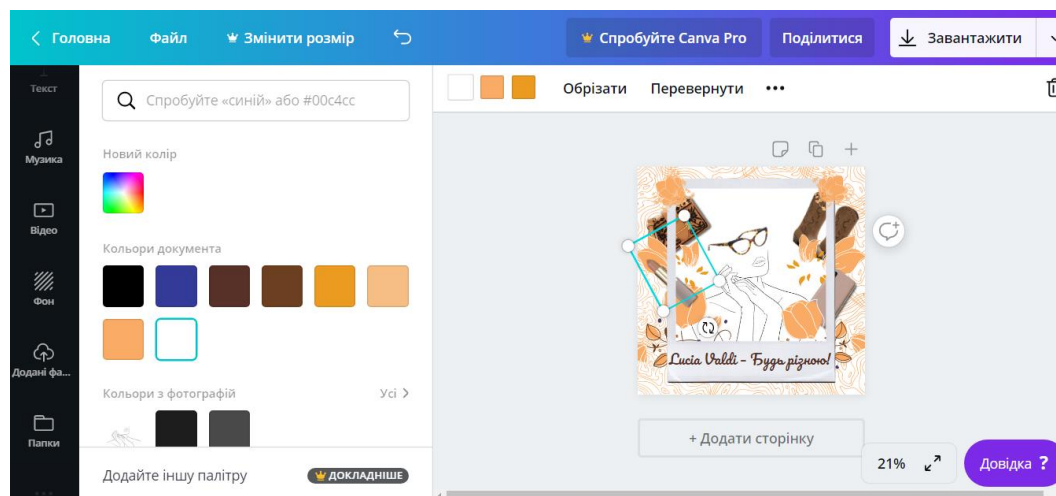 Головна
Файл
Змінити розмір
Спробуйте Canva Pro
Поділитися
Завантажити
Текст
Музика
Відео
Фон
Додані фа...
Папки
Спробуйте «синій» або #00c4cc
Новий колір
Кольори документа
Кольори з фотографій
Усі
Додайте іншу палітру
ДОКЛАДНІШЕ
Обрізати
Перевернути
Lucia Valdi - Будь різною!
+ Додати сторінку
21%
Довідка ?